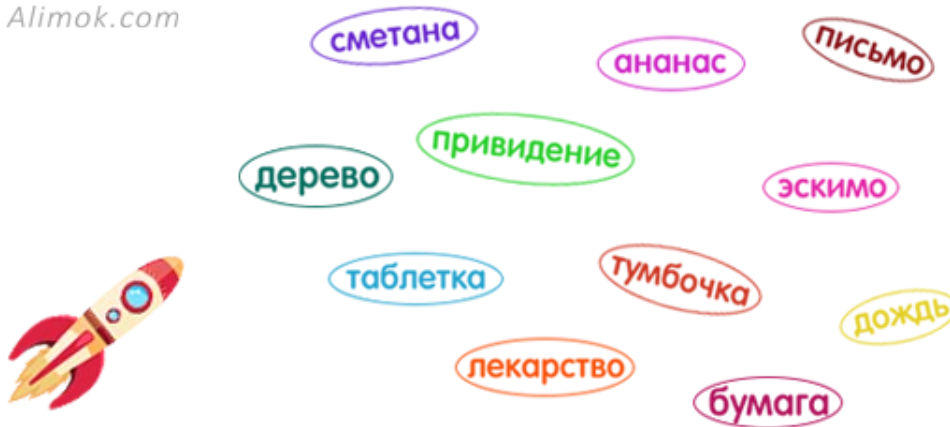 Alimok.com
сметана
ананас
письмо
привидение
дерево
эскимо
таблетка
тумбочка
дождь
лекарство
бумага